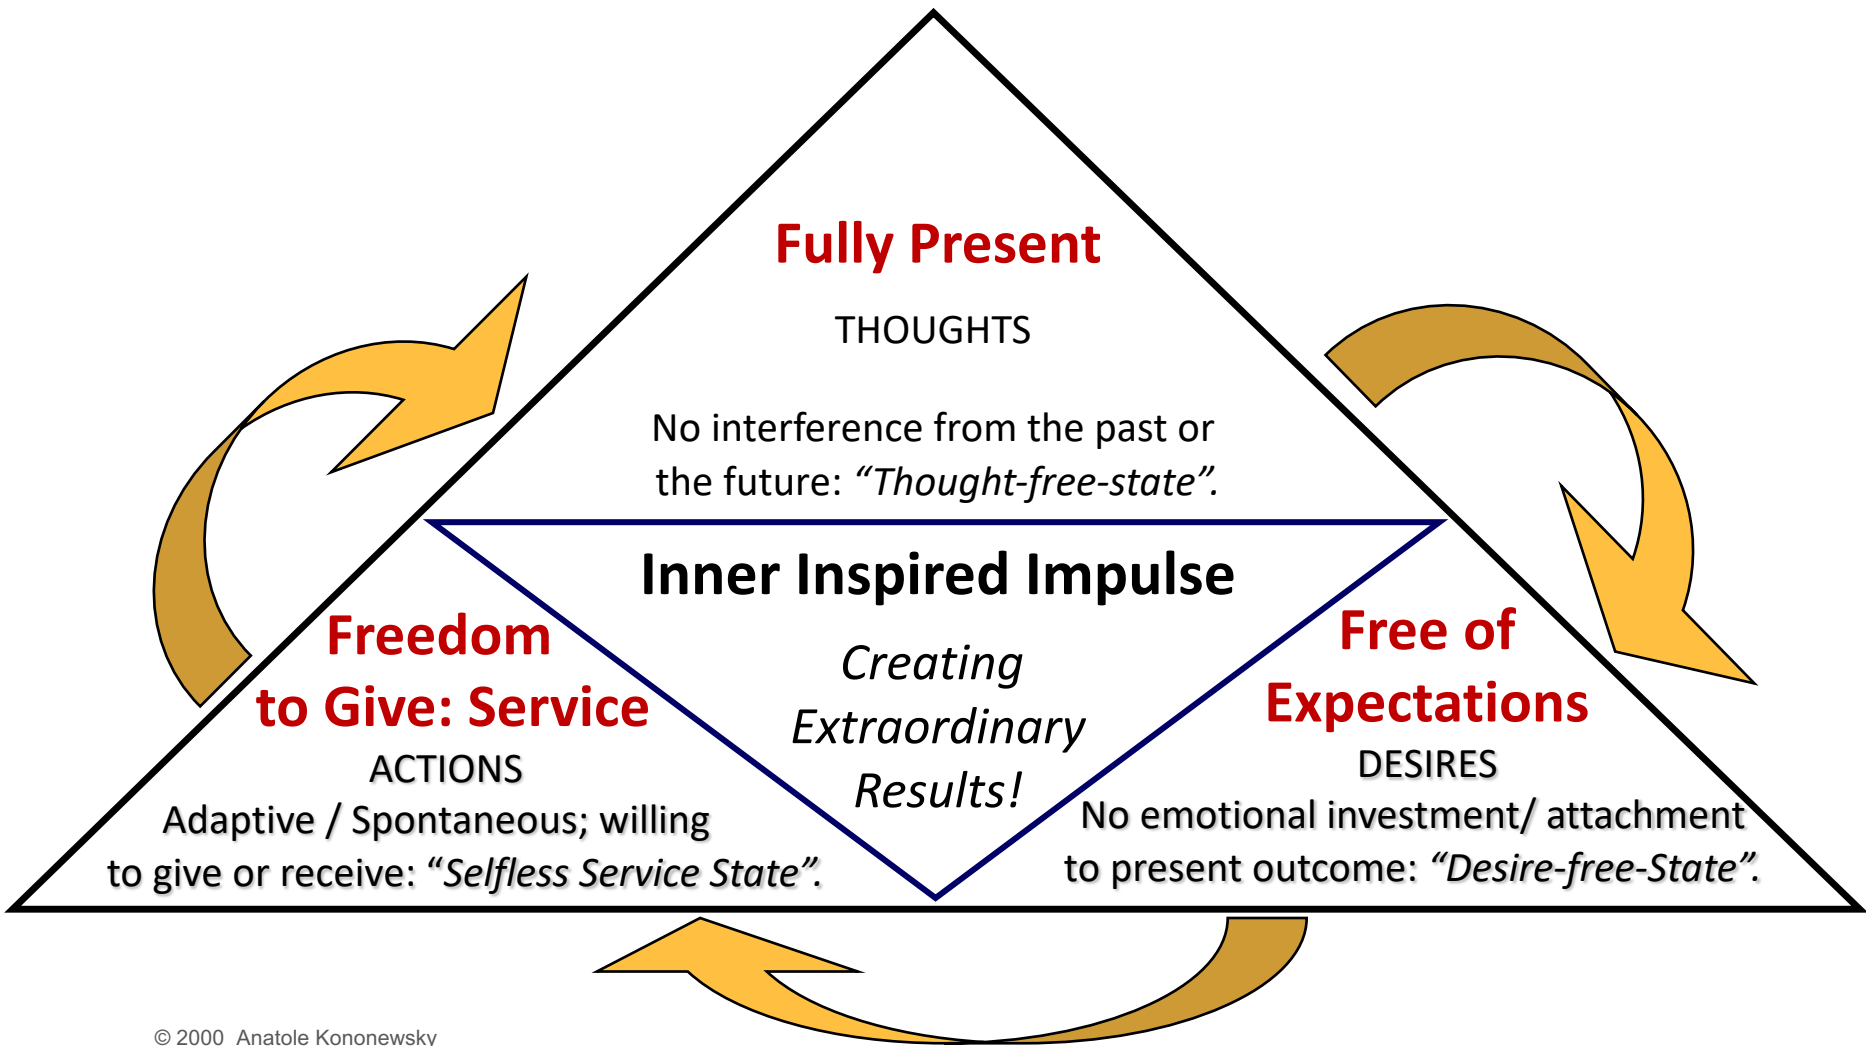 Fully Present
THOUGHTS
No interference from the past or
the future: “Thought-free-state”.
Inner Inspired Impulse
Creating
Extraordinary
Results!
Freedom
to Give: Service
ACTIONS
Adaptive / Spontaneous; willing
to give or receive: “Selfless Service State”.
Free of
Expectations
DESIRES
No emotional investment/ attachment
to present outcome: “Desire-free-State”.
© 2000 Anatole Kononewsky